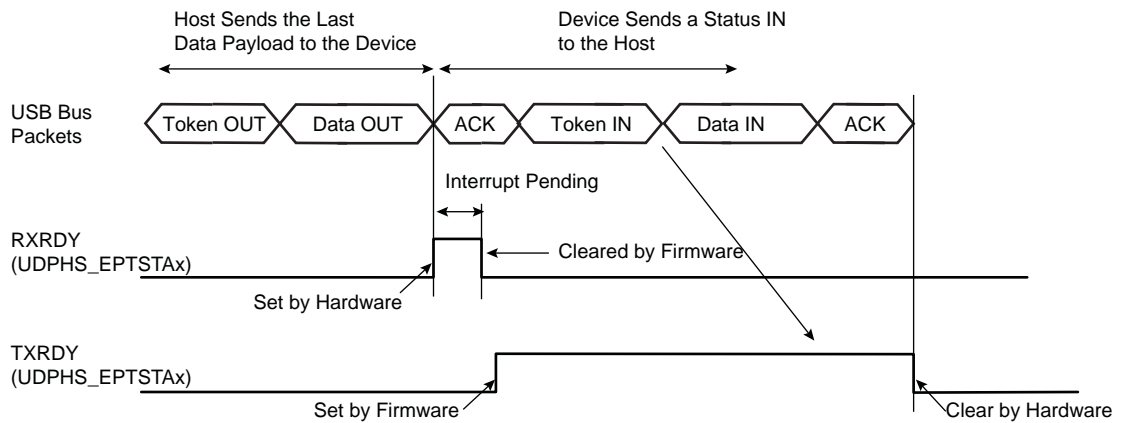 Host Sends the Last
Data Payload to the Device
Device Sends a Status IN
to the Host
USB Bus
Packets
Token OUT
Data OUT
ACK
Token IN
Data IN
ACK
Interrupt Pending
RXRDY
(UDPHS_EPTSTAx)
Cleared by Firmware
Set by Hardware
TXRDY
(UDPHS_EPTSTAx)
Set by Firmware
Clear by Hardware